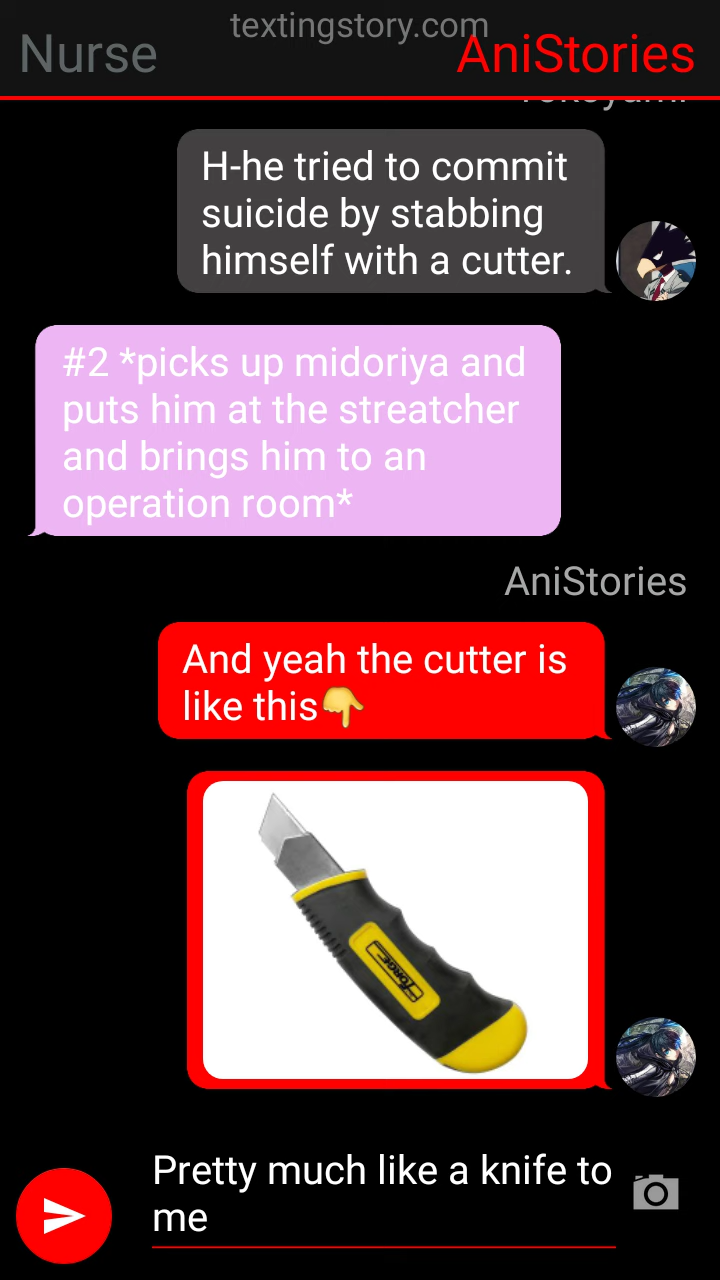 textingstory.com
Nurse
AniStories
H-he tried to commit
suicide by stabbing
himself with a cutter.
#2 *picks up midoriya and
puts him at the streatcher
and brings him to an
operation room*
AniStories
And yeah the cutter is
like this👇
FORGE
Pretty much like a knife to
me